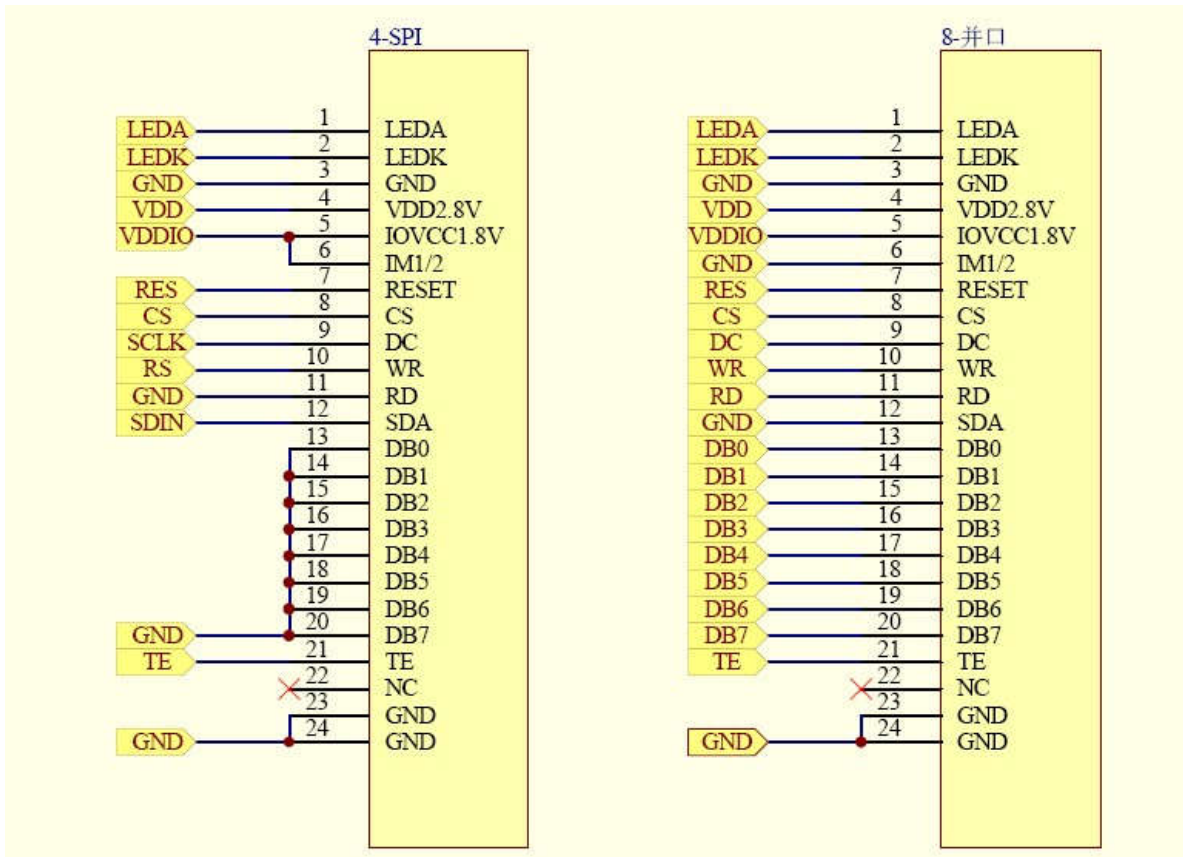 4-SPI
LEDA 1 LEDA
LEDK 2 LEDK
GND 3 GND
VDD 4 VDD2.8V
VDDIO 5 IOVCC1.8V
6 IM1/2
RES 7 RESET
CS 8 CS
SCLK 9 DC
RS 10 WR
GND 11 RD
SDIN 12 SDA
13 DB0
14 DB1
15 DB2
16 DB3
17 DB4
18 DB5
19 DB6
GND 20 DB7
TE 21 TE
22 NC
23 GND
GND 24 GND
8-并口
LEDA 1 LEDA
LEDK 2 LEDK
GND 3 GND
VDD 4 VDD2.8V
VDDIO 5 IOVCC1.8V
GND 6 IM1/2
RES 7 RESET
CS 8 CS
DC 9 DC
WR 10 WR
RD 11 RD
GND 12 SDA
DB0 13 DB0
DB1 14 DB1
DB2 15 DB2
DB3 16 DB3
DB4 17 DB4
DB5 18 DB5
DB6 19 DB6
DB7 20 DB7
TE 21 TE
22 NC
23 GND
GND 24 GND